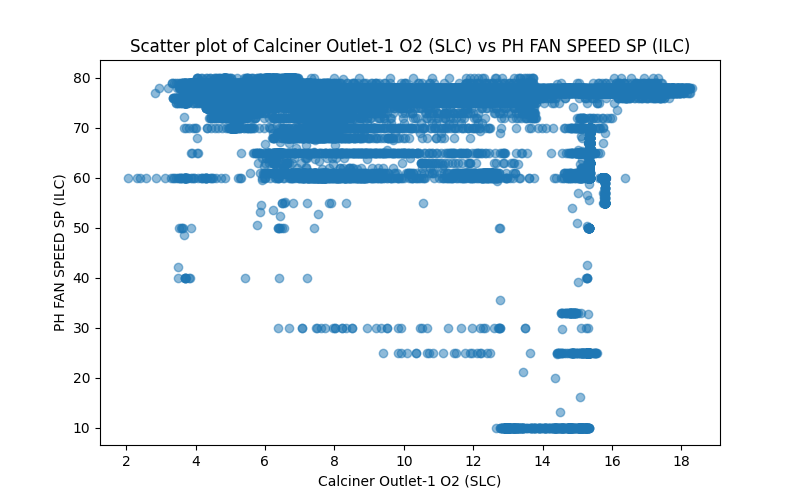 Scatter plot of Calciner Outlet-1 O2 (SLC) vs PH FAN SPEED SP (ILC)
PH FAN SPEED SP (ILC)
80
70
60
50
40
30
20
10
2 4 6 8 10 12 14 16 18
Calciner Outlet-1 O2 (SLC)